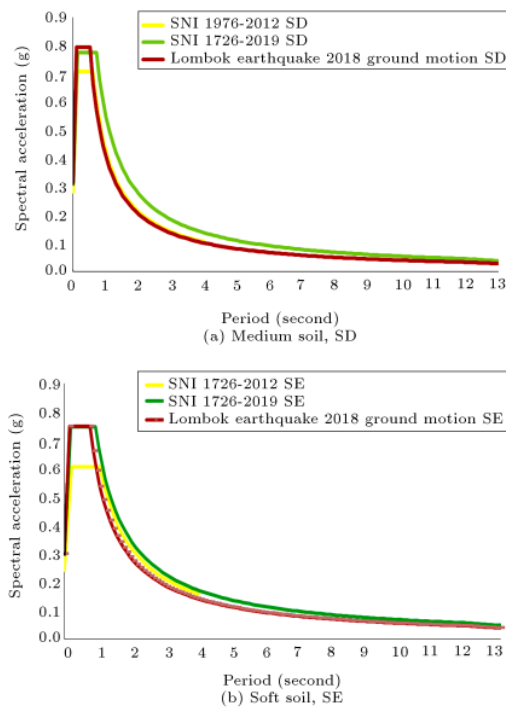 SNI 1976-2012 SD
SNI 1726-2019 SD
Lombok earthquake 2018 ground motion SD
Spectral acceleration (g)
0.9
0.8
0.7
0.6
0.5
0.4
0.3
0.2
0.1
0.0
0 1 2 3 4 5 6 7 8 9 10 11 12 13
Period (second)
(a) Medium soil, SD
SNI 1726-2012 SE
SNI 1726-2019 SE
Lombok earthquake 2018 ground motion SE
Spectral acceleration (g)
0.9
0.8
0.7
0.6
0.5
0.4
0.3
0.2
0.1
0.0
0 1 2 3 4 5 6 7 8 9 10 11 12 13
Period (second)
(b) Soft soil, SE